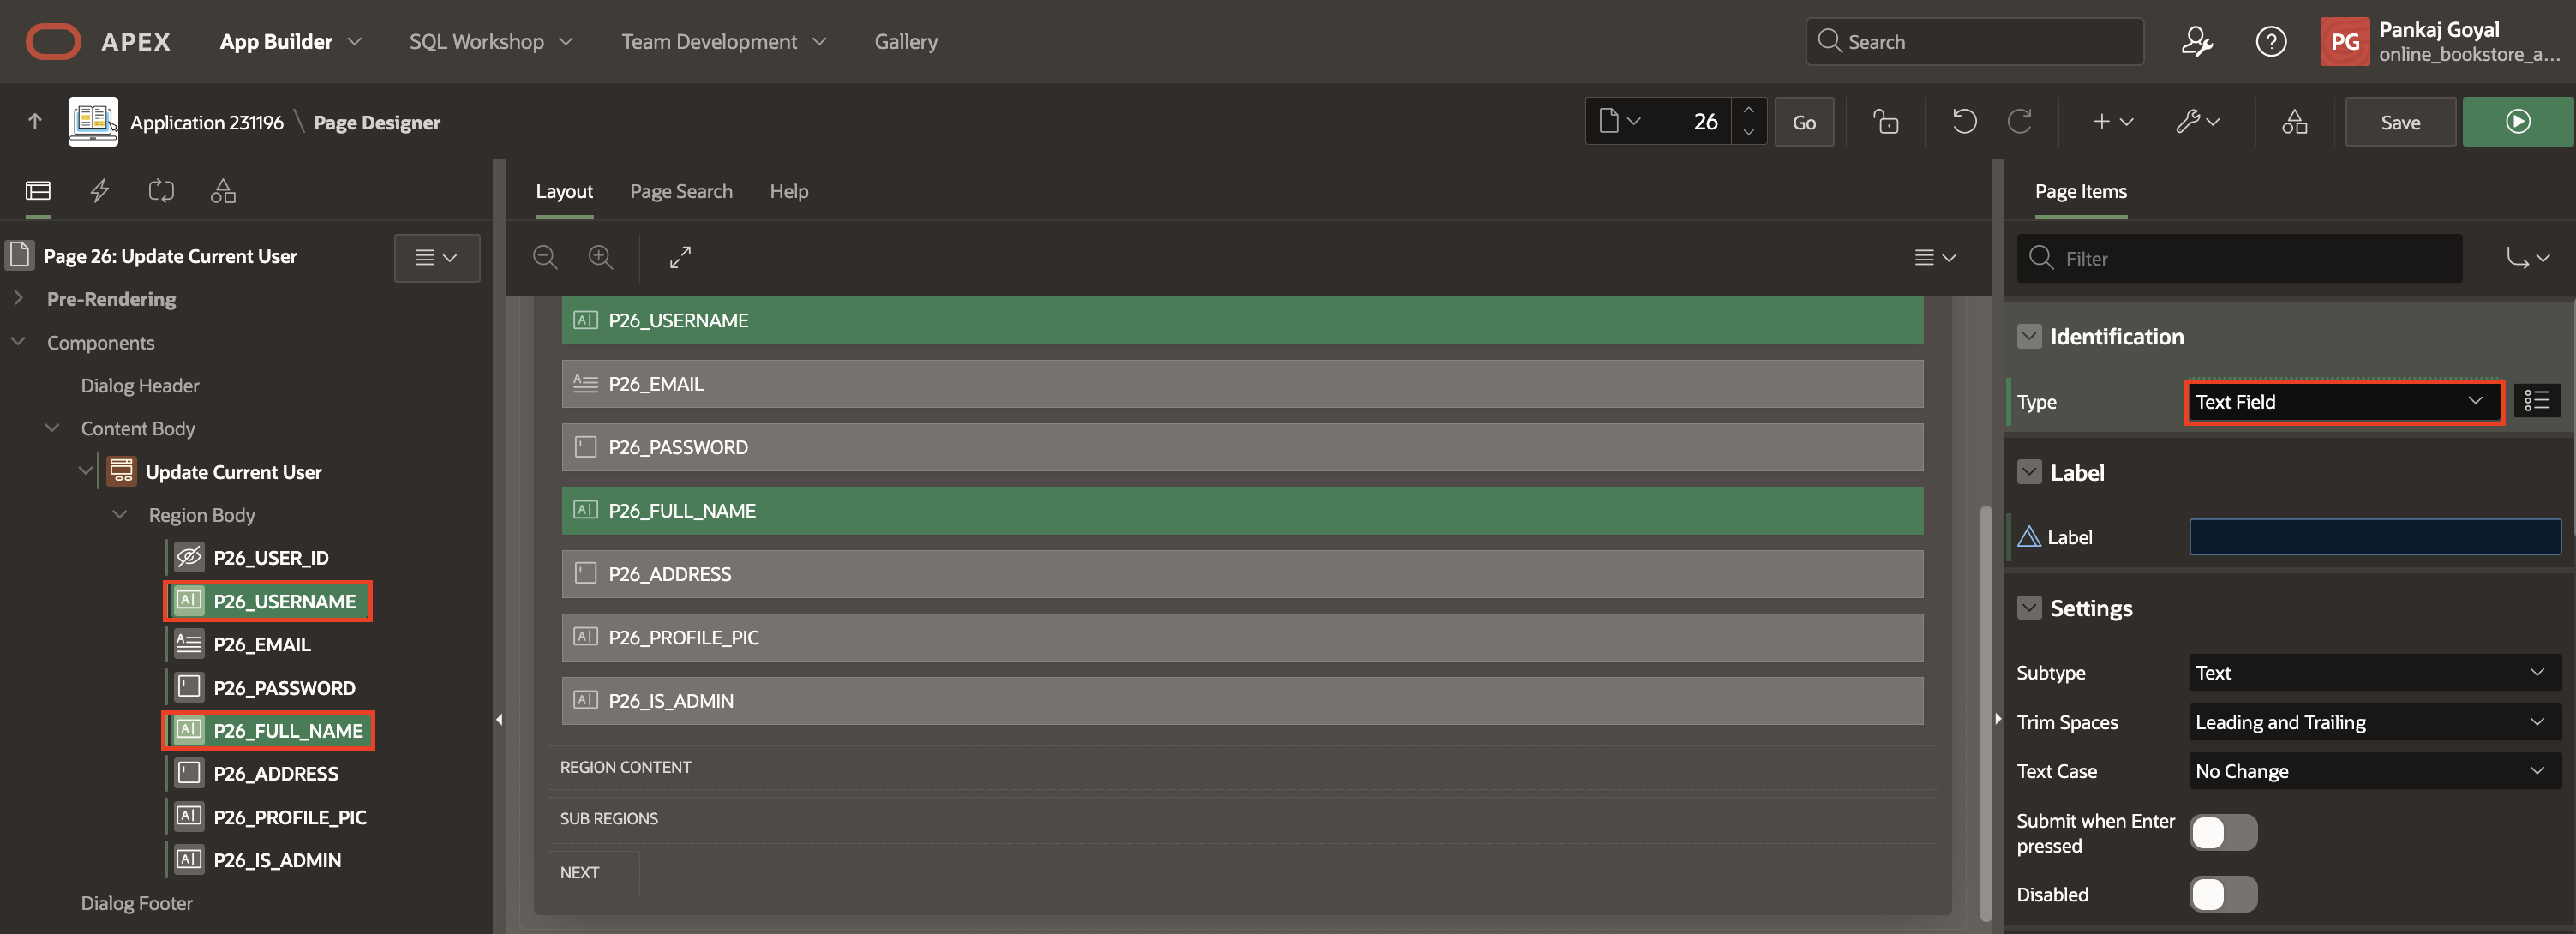 APEX App Builder SQL Workshop Team Development Gallery Search PG Pankaj Goyal
online_bookstore_a...
Application 231196 \ Page Designer 26 Go Save
Layout Page Search Help
Page Items
Page 26: Update Current User
Filter
Pre-Rendering
Components
Dialog Header
Content Body
Update Current User
Region Body
P26_USER_ID
P26_USERNAME
P26_EMAIL
P26_PASSWORD
P26_FULL_NAME
P26_ADDRESS
P26_PROFILE_PIC
P26_IS_ADMIN
Dialog Footer
P26_USERNAME
P26_EMAIL
P26_PASSWORD
P26_FULL_NAME
P26_ADDRESS
P26_PROFILE_PIC
P26_IS_ADMIN
REGION CONTENT
SUB REGIONS
NEXT
Identification
Type Text Field
Label
Label
Settings
Subtype Text
Trim Spaces Leading and Trailing
Text Case No Change
Submit when Enter
pressed
Disabled